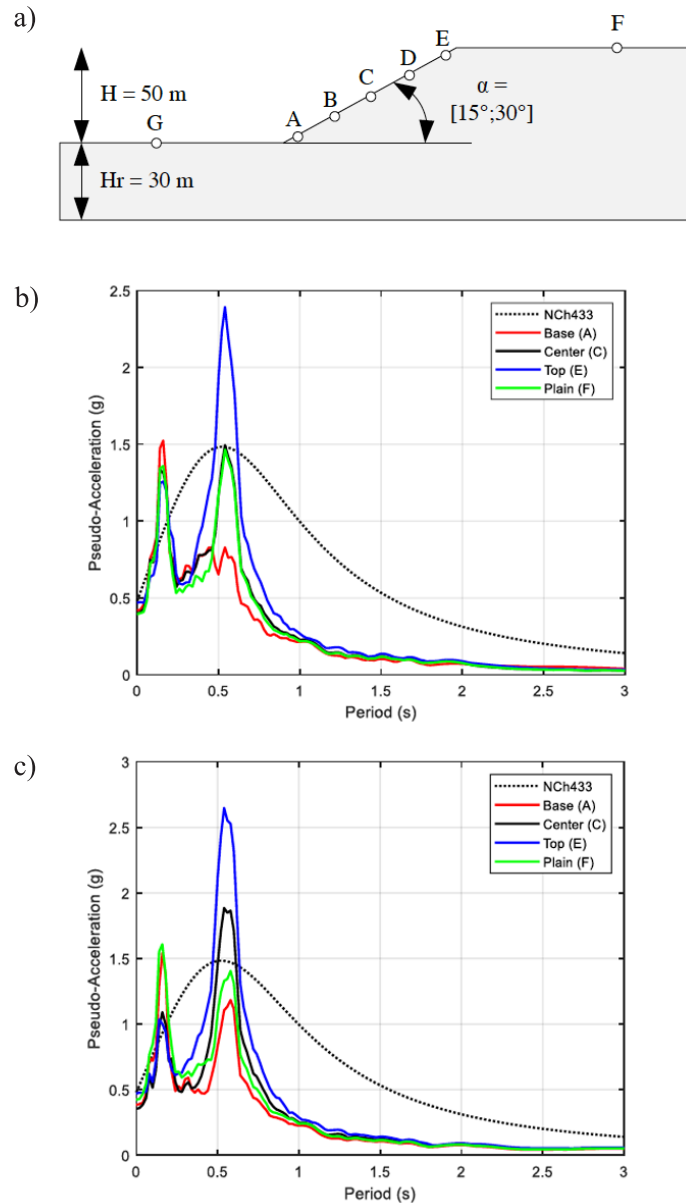 a)
H = 50 m
Hr = 30 m
G
A
B
C
D
E
F
α =
[15°;30°]
b)
Pseudo-Acceleration (g)
2.5
2
1.5
1
0.5
0
NCh433
Base (A)
Center (C)
Top (E)
Plain (F)
0 0.5 1 1.5 2 2.5 3
Period (s)
c)
Pseudo-Acceleration (g)
3
2.5
2
1.5
1
0.5
0
NCh433
Base (A)
Center (C)
Top (E)
Plain (F)
0 0.5 1 1.5 2 2.5 3
Period (s)